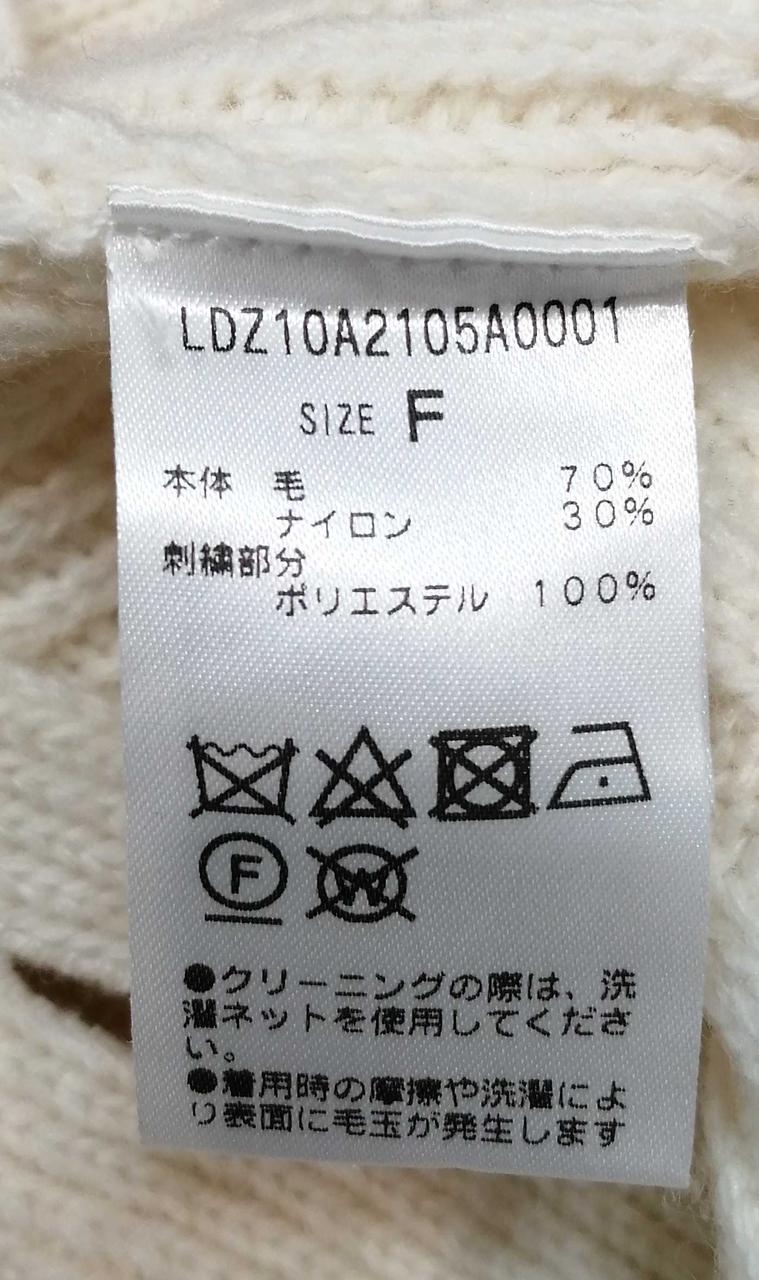 LDZ10A2105A0001
SIZE F
本体 毛 70%
ナイロン 30%
刺繍部分
ポリエステル 100%
F
W
●クリーニングの際は、洗
濯ネットを使用してくださ
い。
●着用時の摩擦や洗濯によ
り表面に毛玉が発生します